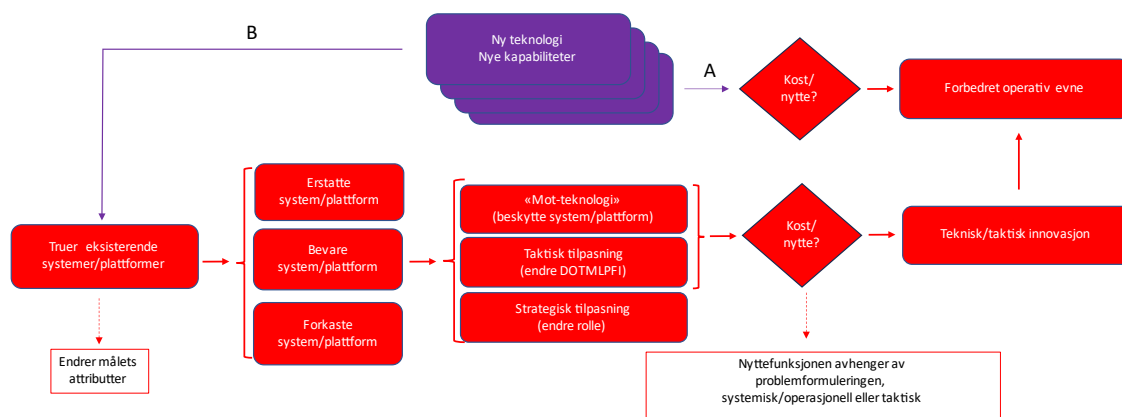 B
Ny teknologi
Nye kapabiliteter
A
Kost/
nytte?
Forbedret operativ evne
Erstatte
system/plattform
«Mot-teknologi»
(beskytte system/plattform)
Truer eksisterende
systemer/plattformer
Bevare
system/plattform
Taktisk tilpasning
(endre DOTMLPFI)
Kost/
nytte?
Teknisk/taktisk innovasjon
Forkaste
system/plattform
Strategisk tilpasning
(endre rolle)
Endrer målets
attributter
Nyttefunksjonen avhenger av
problemformuleringen,
systemisk/operasjonell eller taktisk